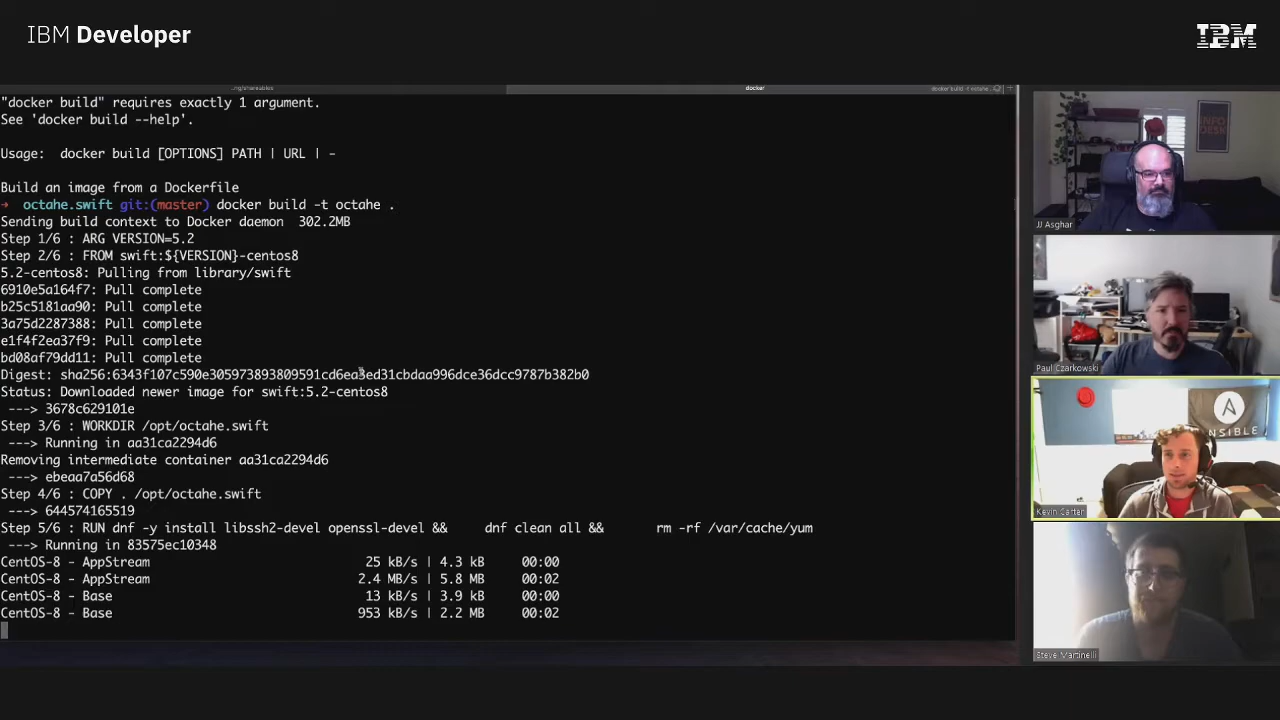 IBM Developer
IBM
docker
"docker build" requires exactly 1 argument.
See 'docker build --help'.
Usage:  docker build [OPTIONS] PATH | URL | -
Build an image from a Dockerfile
→  octahe.swift git:(master) docker build -t octahe .
Sending build context to Docker daemon  302.2MB
Step 1/6 : ARG VERSION=5.2
Step 2/6 : FROM swift:${VERSION}-centos8
5.2-centos8: Pulling from library/swift
6910e5a164f7: Pull complete
b25c5181aa90: Pull complete
3a75d2287388: Pull complete
e1f4f2ea37f9: Pull complete
bd08af79dd11: Pull complete
Digest: sha256:6343f107c590e305973893809591cd6ea3ed31cbdaa996dce36dcc9787b382b0
Status: Downloaded newer image for swift:5.2-centos8
---> 3678c629101e
Step 3/6 : WORKDIR /opt/octahe.swift
---> Running in aa31ca2294d6
Removing intermediate container aa31ca2294d6
---> ebeaa7a56d68
Step 4/6 : COPY . /opt/octahe.swift
---> 644574165519
Step 5/6 : RUN dnf -y install libssh2-devel openssl-devel &&     dnf clean all &&       rm -rf /var/cache/yum
---> Running in 83575ec10348
CentOS-8 - AppStream 25 kB/s | 4.3 kB 00:00
CentOS-8 - AppStream 2.4 MB/s | 5.8 MB 00:02
CentOS-8 - Base 13 kB/s | 3.9 kB 00:00
CentOS-8 - Base 953 kB/s | 2.2 MB 00:02
INFO
DESK
JJ Asghar
Paul Czarkowski
A
NSIBLE
Kevin Carter
Steve Martinelli